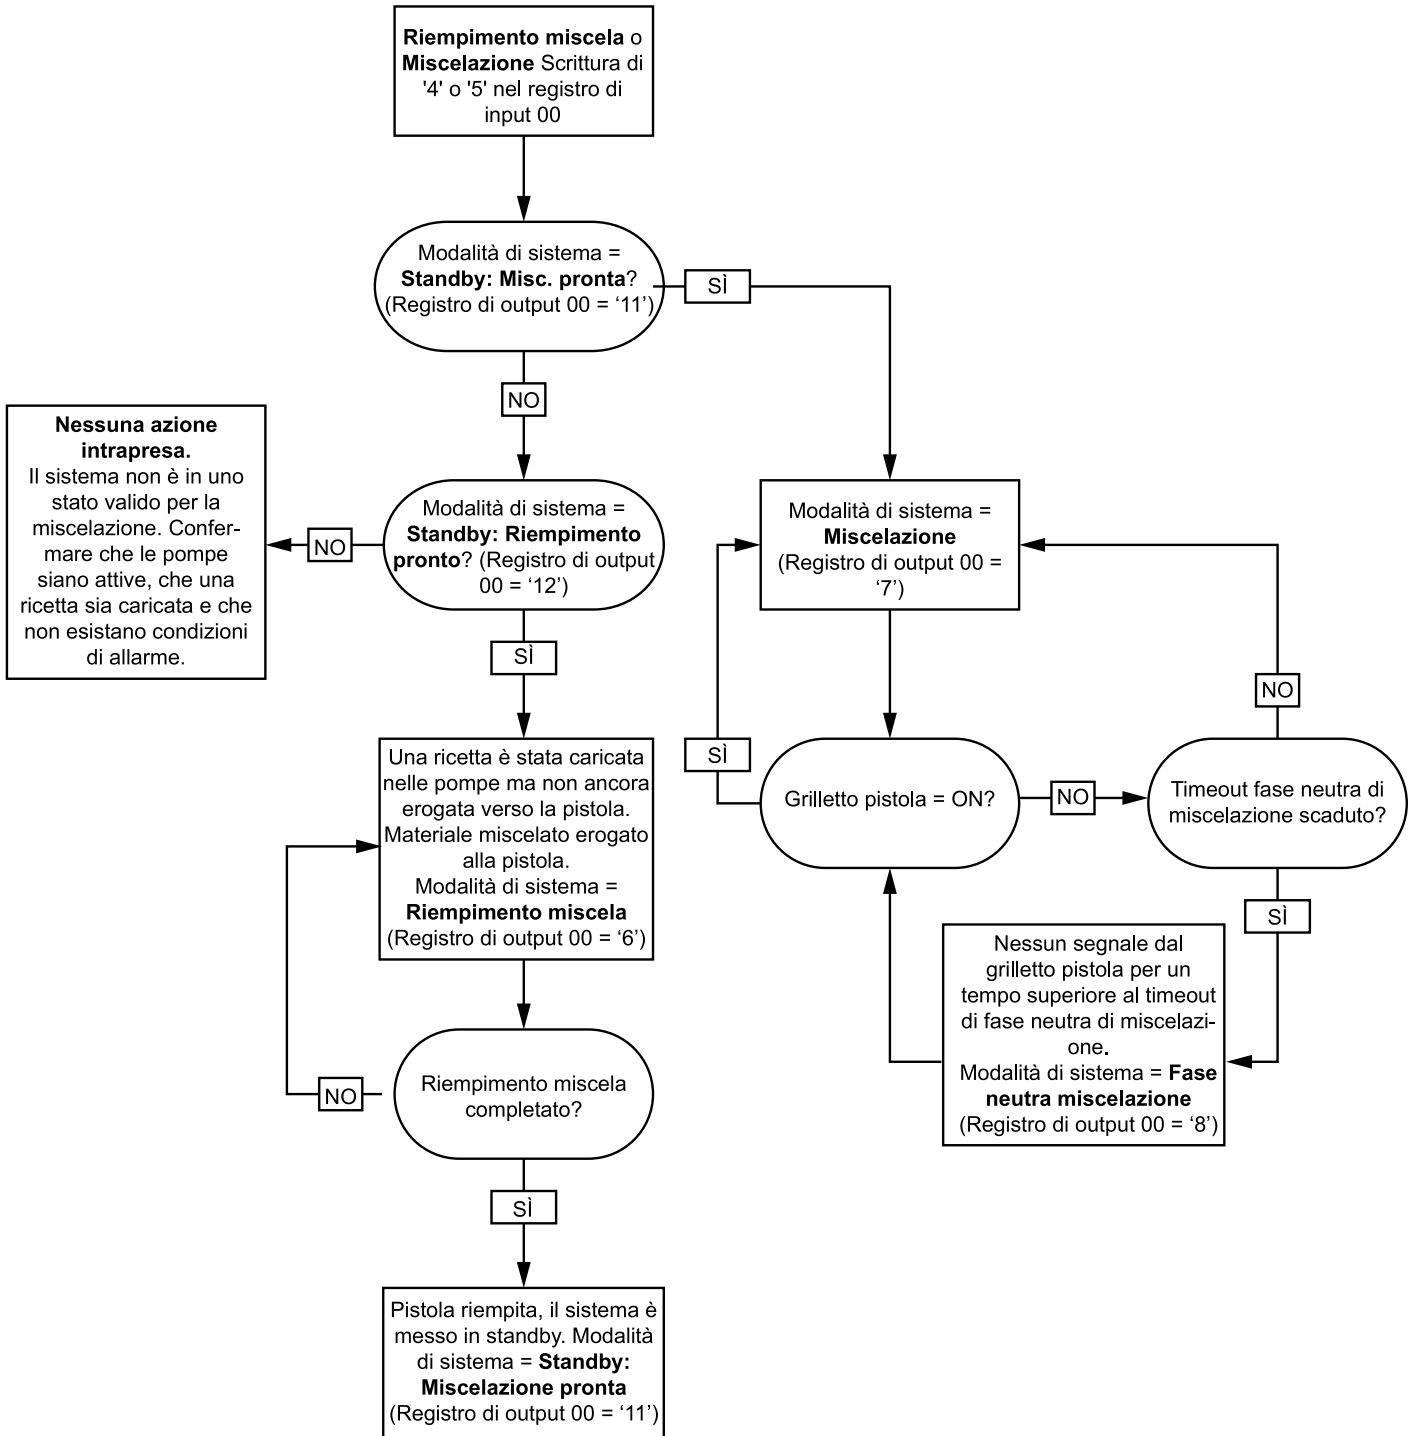 Riempimento miscela o
Miscelazione Scrittura di
'4' o '5' nel registro di
input 00
Modalità di sistema =
Standby: Misc. pronta?
(Registro di output 00 = ‘11’)
SÌ
NO
Nessuna azione
intrapresa.
Il sistema non è in uno
stato valido per la
miscelazione. Confer-
mare che le pompe
siano attive, che una
ricetta sia caricata e che
non esistano condizioni
di allarme.
NO
Modalità di sistema =
Standby: Riempimento
pronto? (Registro di output
00 = ‘12’)
Modalità di sistema =
Miscelazione
(Registro di output 00 =
‘7’)
SÌ
NO
SÌ
Una ricetta è stata caricata
nelle pompe ma non ancora
erogata verso la pistola.
Materiale miscelato erogato
alla pistola.
Modalità di sistema =
Riempimento miscela
(Registro di output 00 = ‘6’)
Grilletto pistola = ON?
NO
Timeout fase neutra di
miscelazione scaduto?
SÌ
Nessun segnale dal
grilletto pistola per un
tempo superiore al timeout
di fase neutra di miscelazi-
one.
Modalità di sistema = Fase
neutra miscelazione
(Registro di output 00 = ‘8’)
NO
Riempimento miscela
completato?
SÌ
Pistola riempita, il sistema è
messo in standby. Modalità
di sistema = Standby:
Miscelazione pronta
(Registro di output 00 = ‘11’)